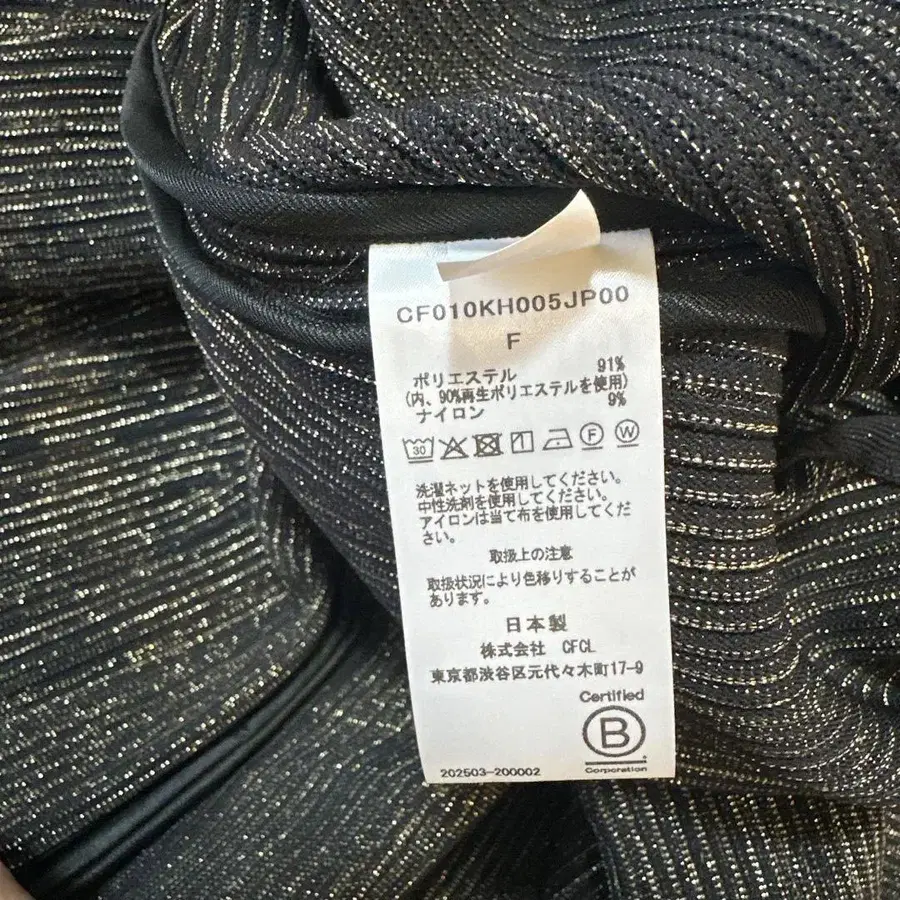 CF010KH005JP00
F
ポリエステル 91%
(内、90%再生ポリエステルを使用)
ナイロン 9%
30 F W
洗濯ネットを使用してください。
中性洗剤を使用してください。
アイロンは当て布を使用してくだ
さい。
取扱上の注意
取扱状況により色移りすることが
あります。
日本製
株式会社 CFCL
東京都渋谷区元代々木町17-9
Certified
B
Corporation
202503-200002